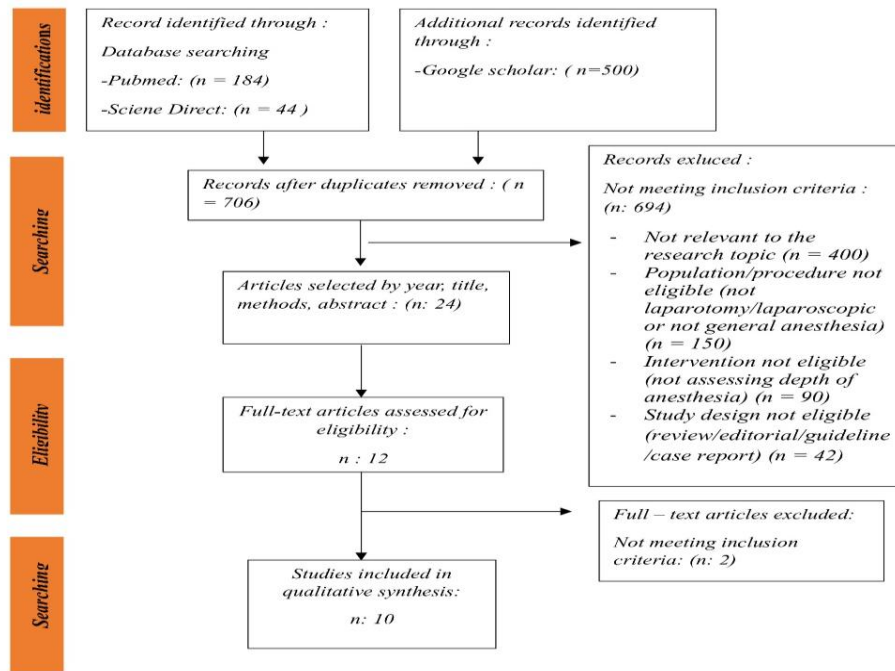 identifications
Record identified through :
Database searching
-Pubmed: (n = 184)
-Sciene Direct: (n = 44 )
Additional records identified
through :
-Google scholar: ( n=500)
Searching
Records after duplicates removed : ( n
= 706)
Records exluced :
Not meeting inclusion criteria :
(n: 694)
- Not relevant to the
research topic (n = 400)
- Population/procedure not
eligible (not
laparotomy/laparoscopic
or not general anesthesia)
(n = 150)
- Intervention not eligible
(not assessing depth of
anesthesia) (n = 90)
- Study design not eligible
(review/editorial/guideline
/case report) (n = 42)
Articles selected by year, title,
methods, abstract : (n: 24)
Eligibility
Full-text articles assessed for
eligibility :
n : 12
Full – text articles excluded:
Not meeting inclusion
criteria: (n: 2)
Searching
Studies included in
qualitative synthesis:
n: 10